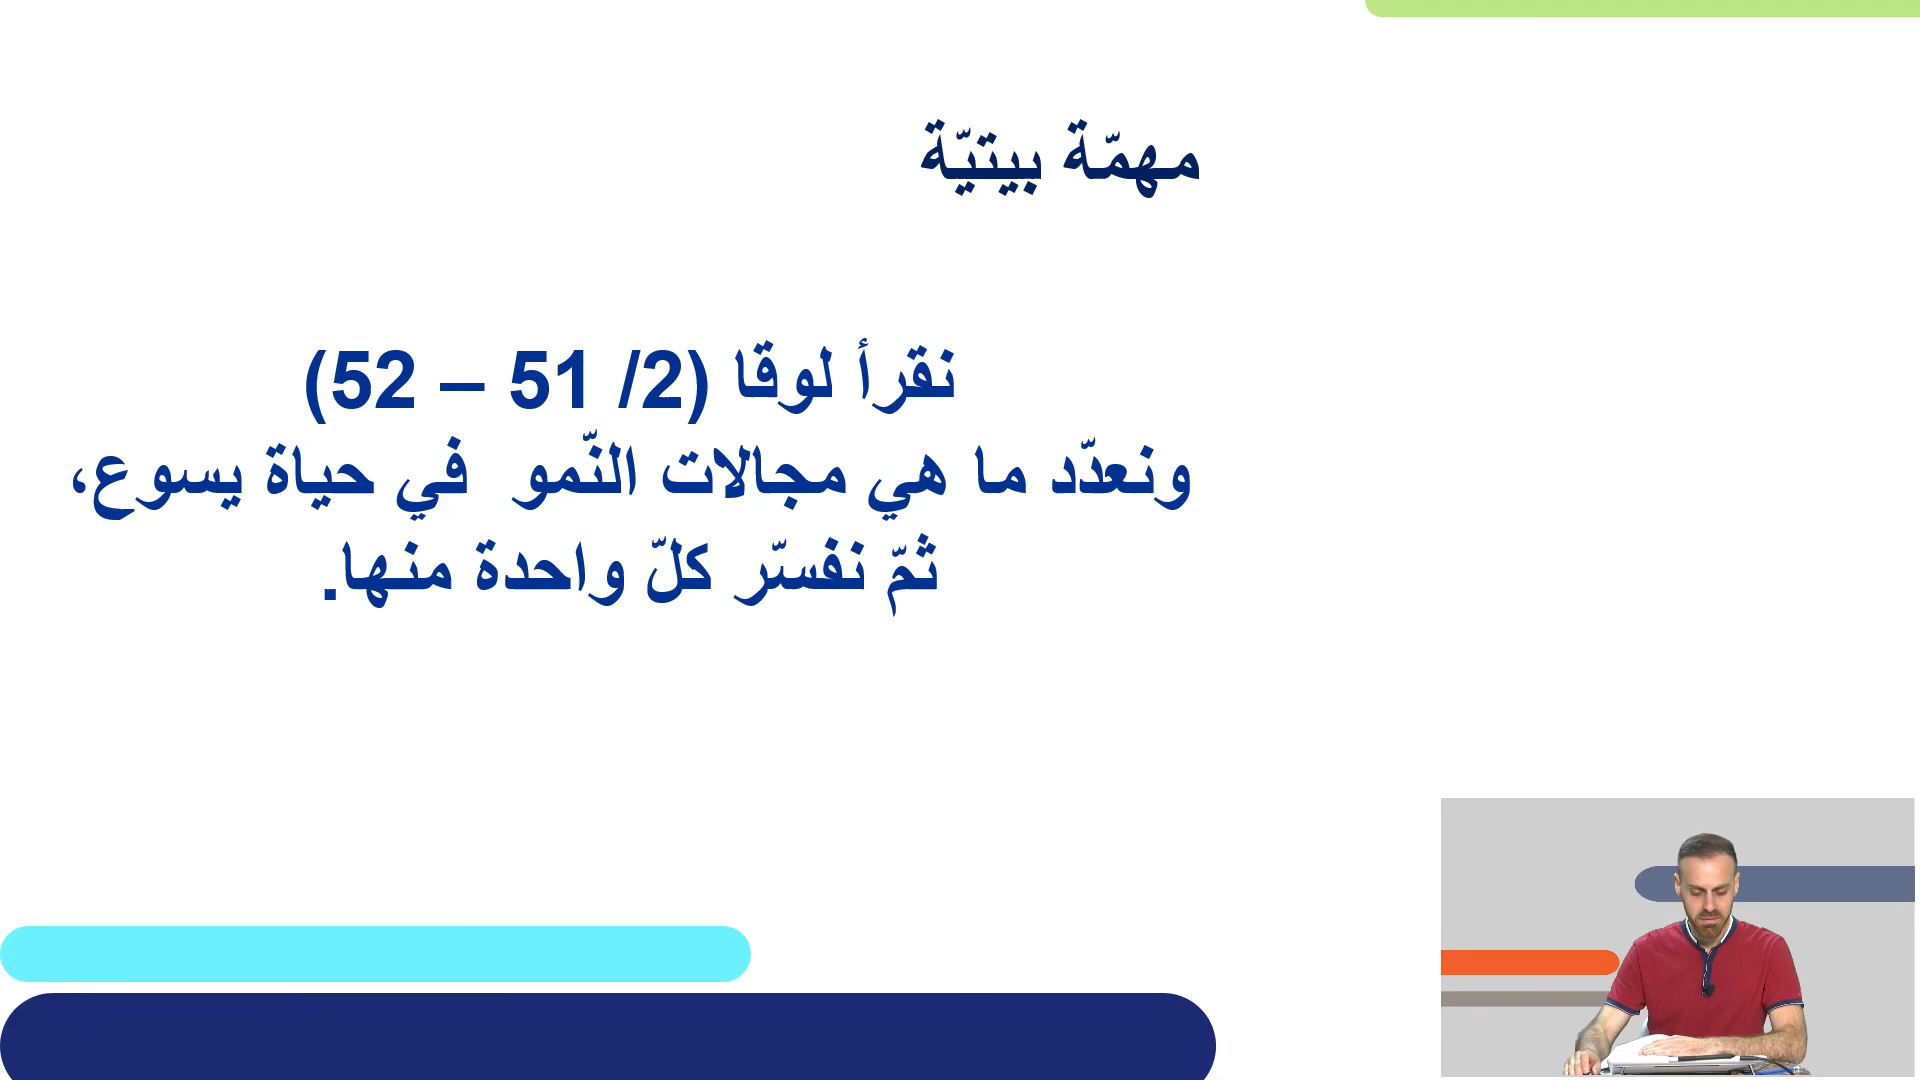 مهمّة بيتيّة
نقرأ لوقا (2/ 51 – 52)
ونعدّد ما هي مجالات النّمو في حياة يسوع،
ثمّ نفسّر كلّ واحدة منها.